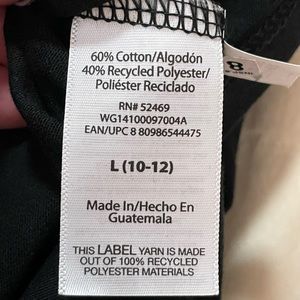 60% Cotton/Algodón
40% Recycled Polyester/
Poliéster Reciclado
RN# 52469
WG14100097004A
EAN/UPC 8 80986544475
L (10-12)
Made In/Hecho En
Guatemala
THIS LABEL YARN IS MADE
OUT OF 100% RECYCLED
POLYESTER MATERIALS
8